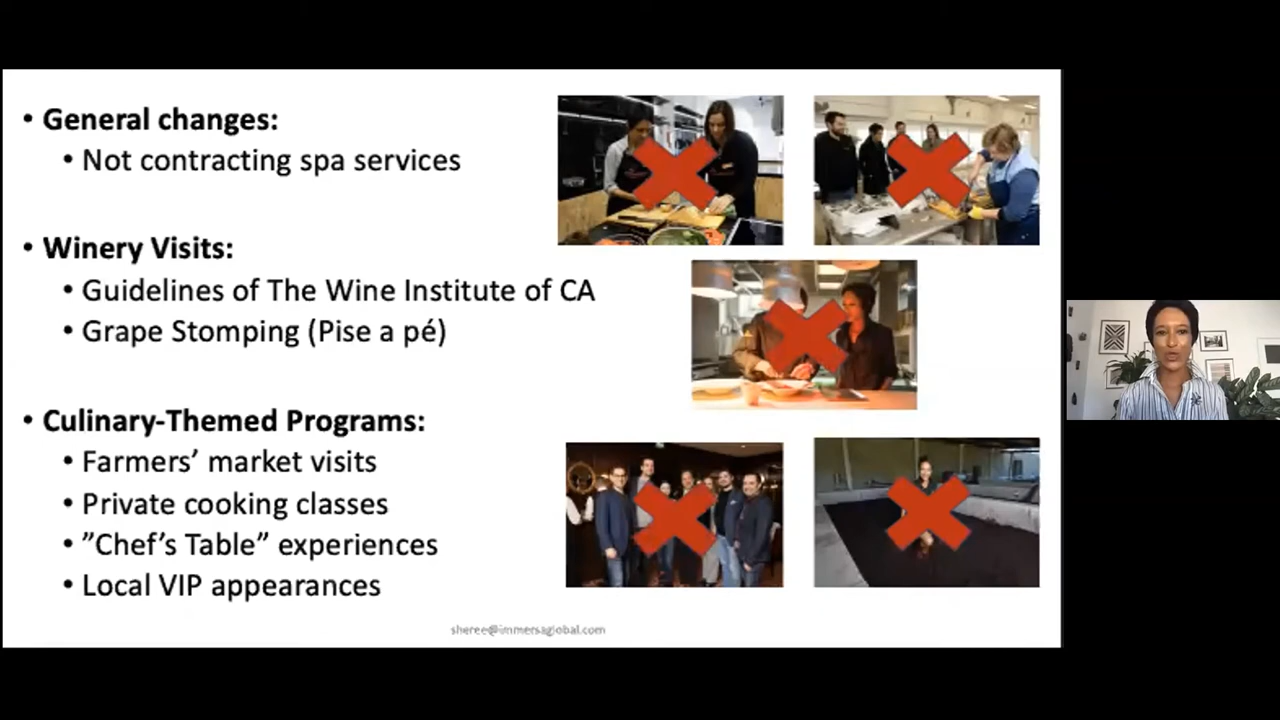 • General changes:
• Not contracting spa services
• Winery Visits:
• Guidelines of The Wine Institute of CA
• Grape Stomping (Pise a pé)
• Culinary-Themed Programs:
• Farmers’ market visits
• Private cooking classes
• ”Chef’s Table” experiences
• Local VIP appearances
sheree@immersaglobal.com